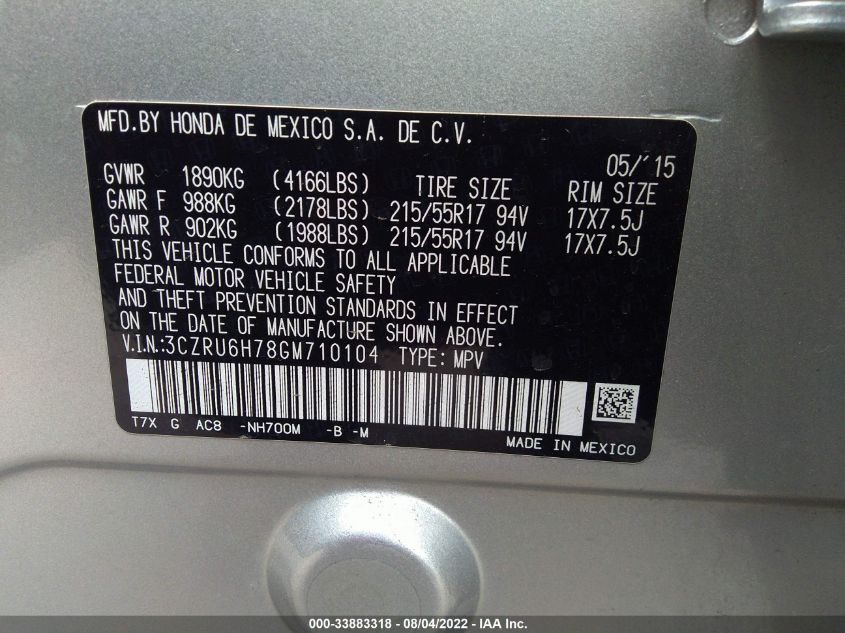 MFD.BY HONDA DE MEXICO S.A. DE C.V.
05/´15
GVWR 1890KG (4166LBS) TIRE SIZE RIM SIZE
GAWR F 988KG (2178LBS) 215/55R17 94V 17X7.5J
GAWR R 902KG (1988LBS) 215/55R17 94V 17X7.5J
THIS VEHICLE CONFORMS TO ALL APPLICABLE
FEDERAL MOTOR VEHICLE SAFETY
AND THEFT PREVENTION STANDARDS IN EFFECT
ON THE DATE OF MANUFACTURE SHOWN ABOVE.
V.I.N.:3CZRU6H78GM710104 TYPE: MPV
T7X G AC8 -NH700M -B -M
MADE IN MEXICO
000-33883318 - 08/04/2022 - IAA Inc.